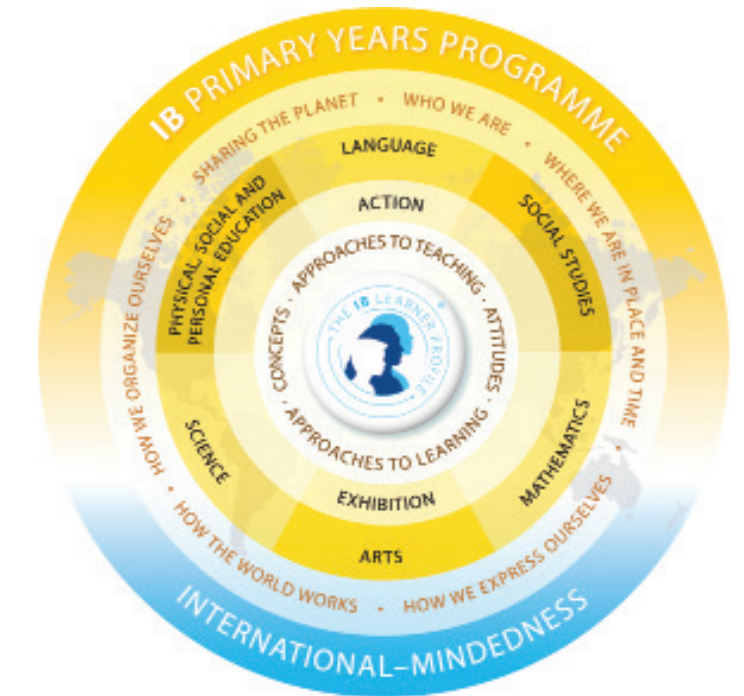 IB PRIMARY YEARS PROGRAMME
SHARING THE PLANET • WHO WE ARE • WHERE WE ARE IN PLACE AND TIME • HOW WE EXPRESS OURSELVES • HOW THE WORLD WORKS • HOW WE ORGANIZE OURSELVES •
LANGUAGE
SOCIAL STUDIES
MATHEMATICS
ARTS
SCIENCE
PHYSICAL, SOCIAL AND
PERSONAL EDUCATION
ACTION
EXHIBITION
APPROACHES TO TEACHING · ATTITUDES · APPROACHES TO LEARNING · CONCEPTS ·
THE IB LEARNER PROFILE
®
INTERNATIONAL–MINDEDNESS